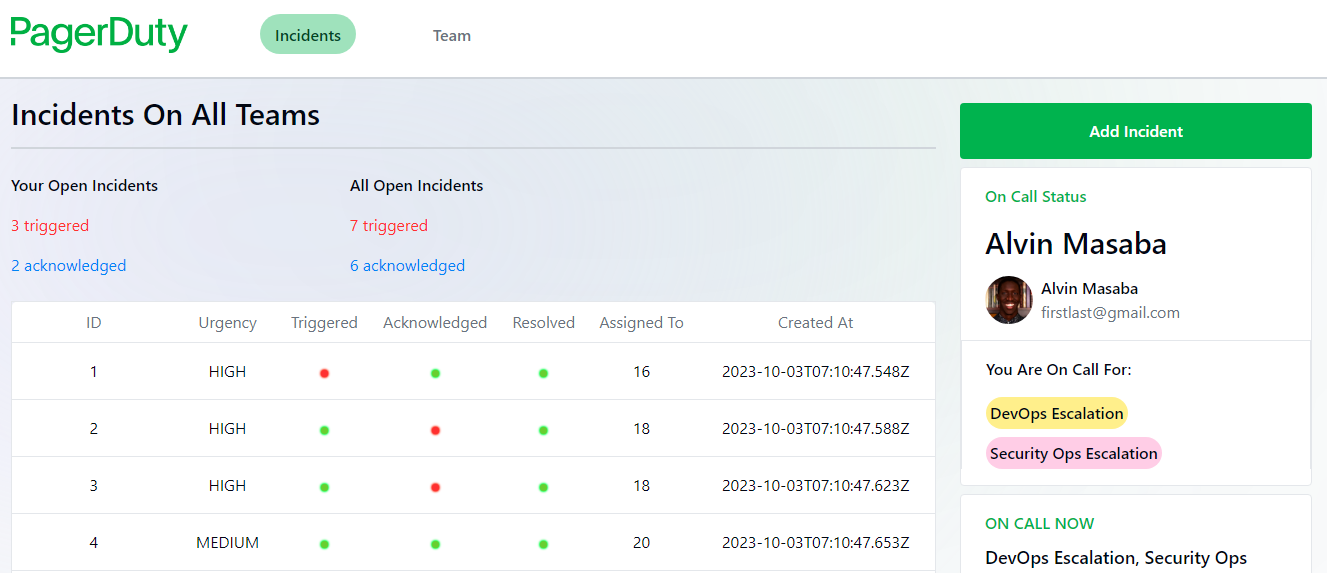 PagerDuty
Incidents Team
Incidents On All Teams
Your Open Incidents All Open Incidents
3 triggered 7 triggered
2 acknowledged 6 acknowledged
ID Urgency Triggered Acknowledged Resolved Assigned To Created At
1 HIGH 16 2023-10-03T07:10:47.548Z
2 HIGH 18 2023-10-03T07:10:47.588Z
3 HIGH 18 2023-10-03T07:10:47.623Z
4 MEDIUM 20 2023-10-03T07:10:47.653Z
Add Incident
On Call Status
Alvin Masaba
Alvin Masaba
firstlast@gmail.com
You Are On Call For:
DevOps Escalation
Security Ops Escalation
ON CALL NOW
DevOps Escalation, Security Ops